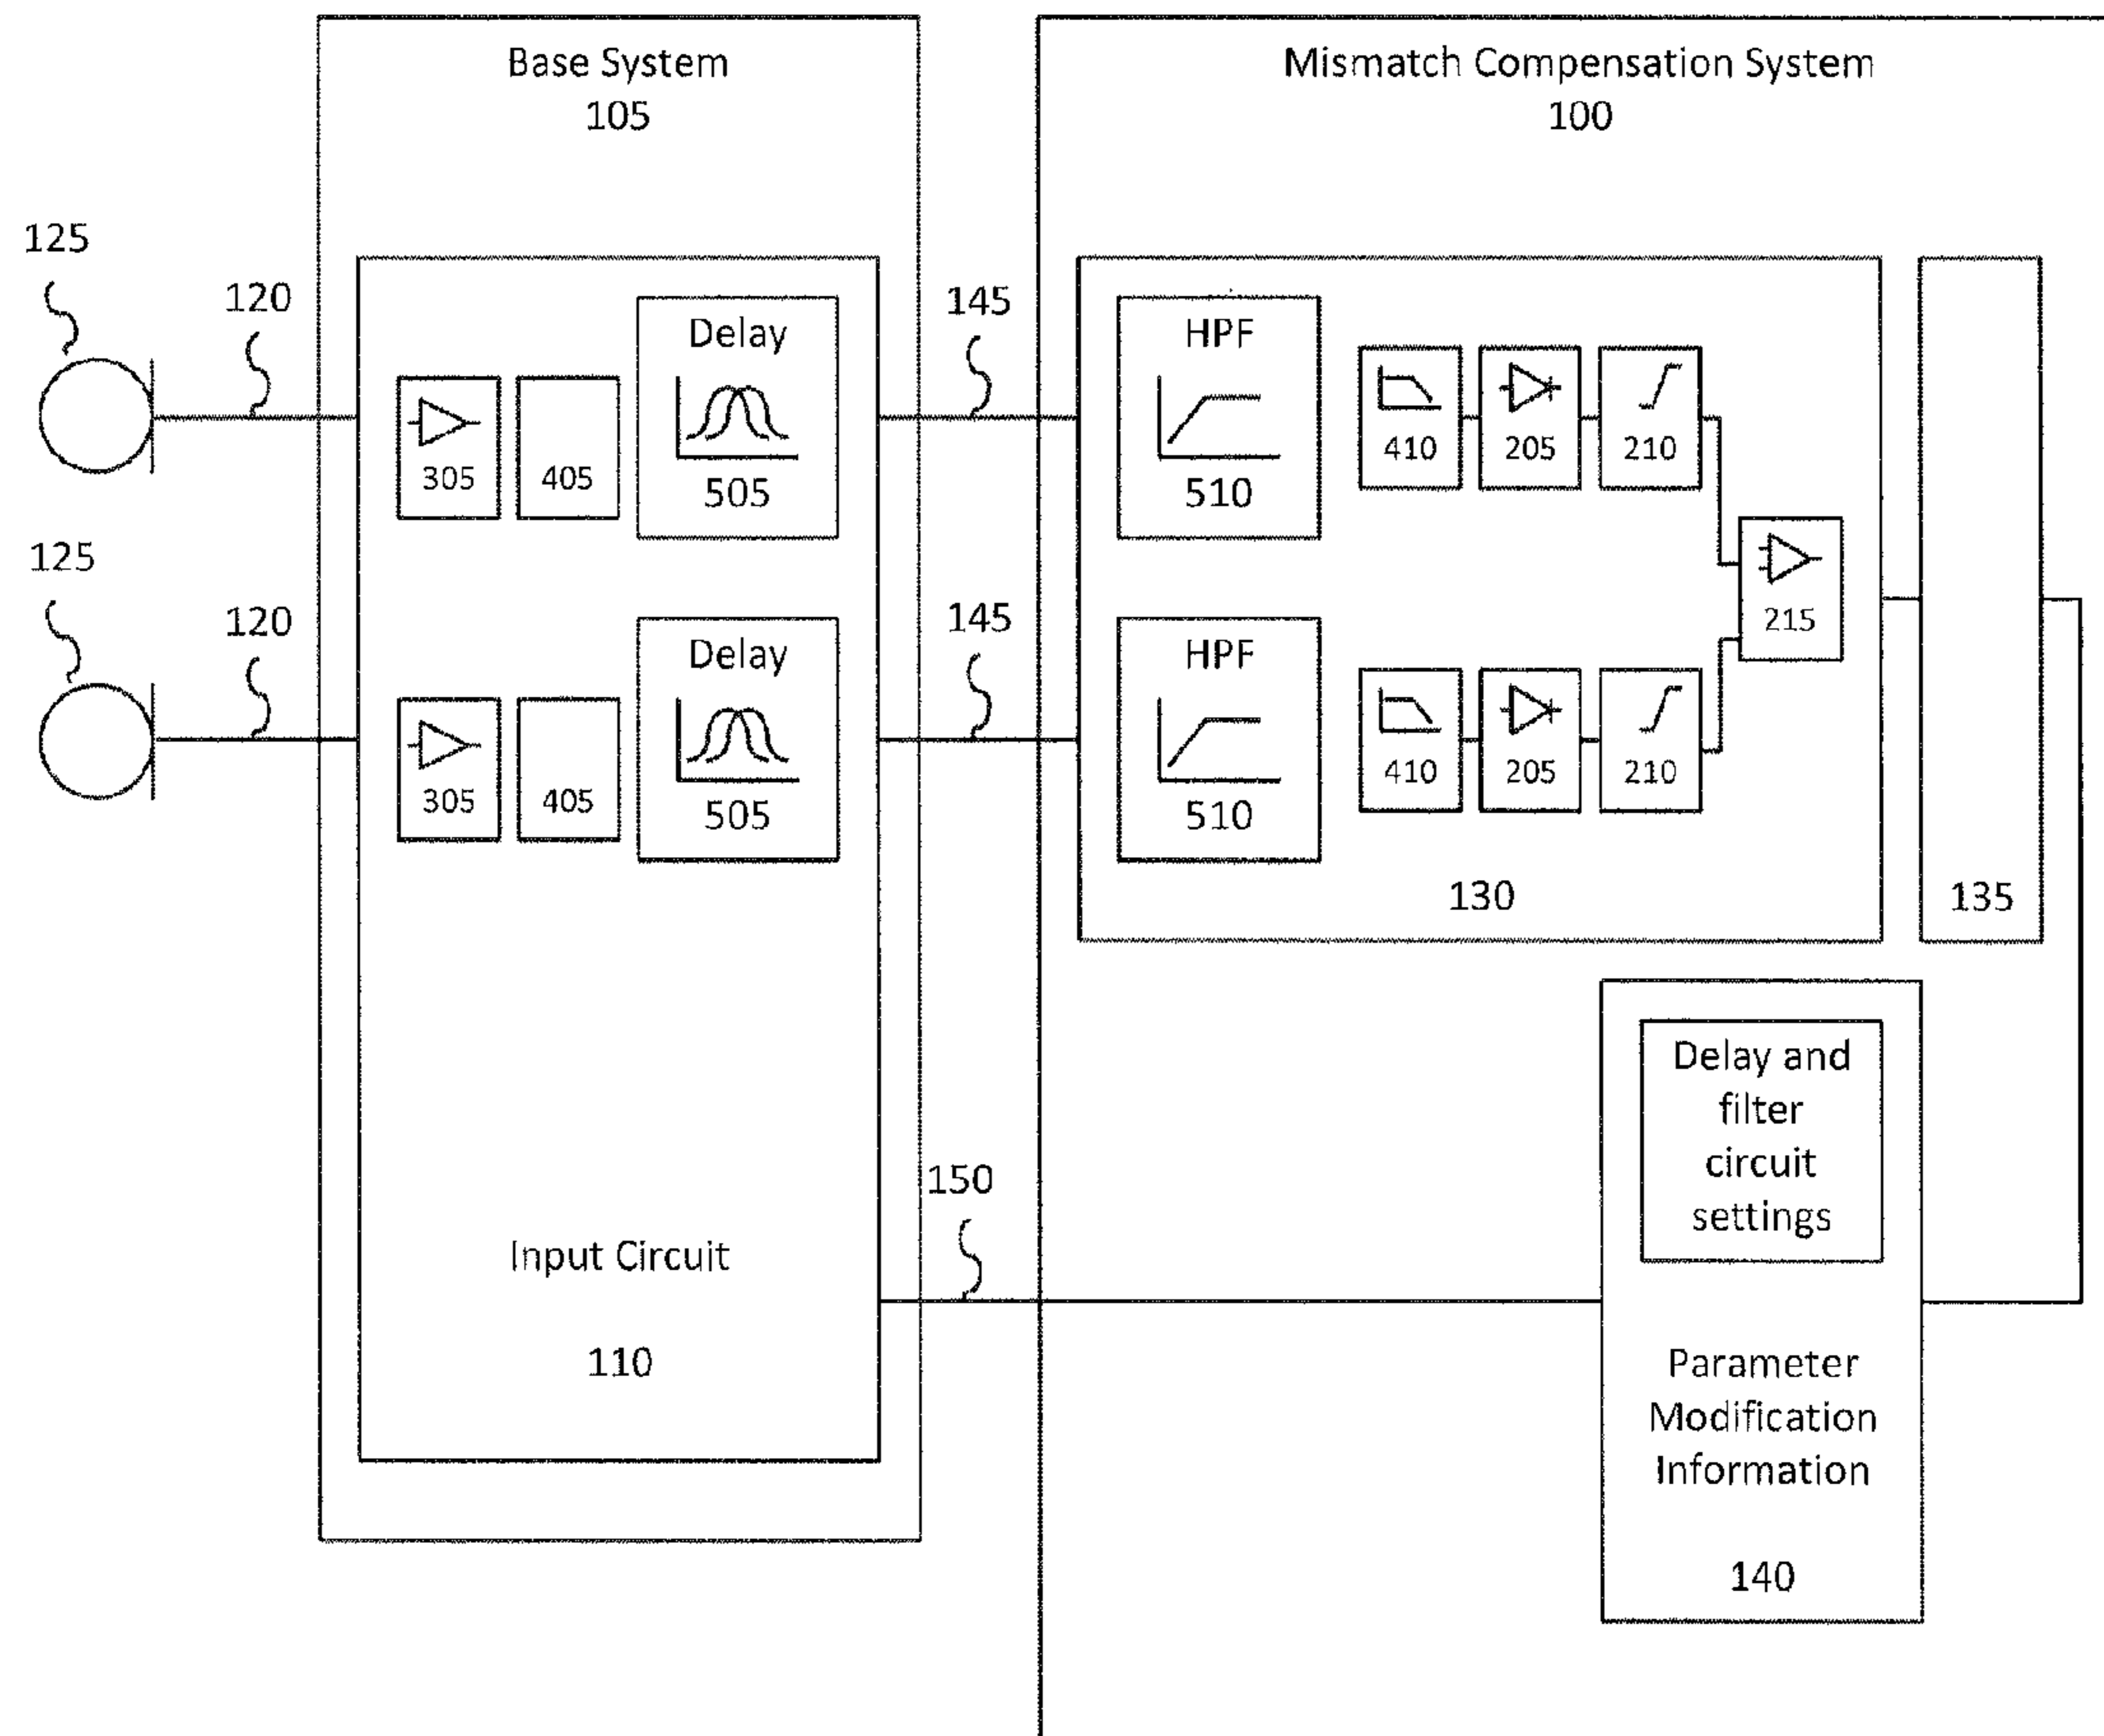 Base System
105
Mismatch Compensation System
100
125
120
145
Delay
505
305
405
HPF
510
410
205
210
125
120
145
215
Delay
505
305
405
HPF
510
410
205
210
130
135
150
Input Circuit
110
Delay and
filter
circuit
settings
Parameter
Modification
Information
140